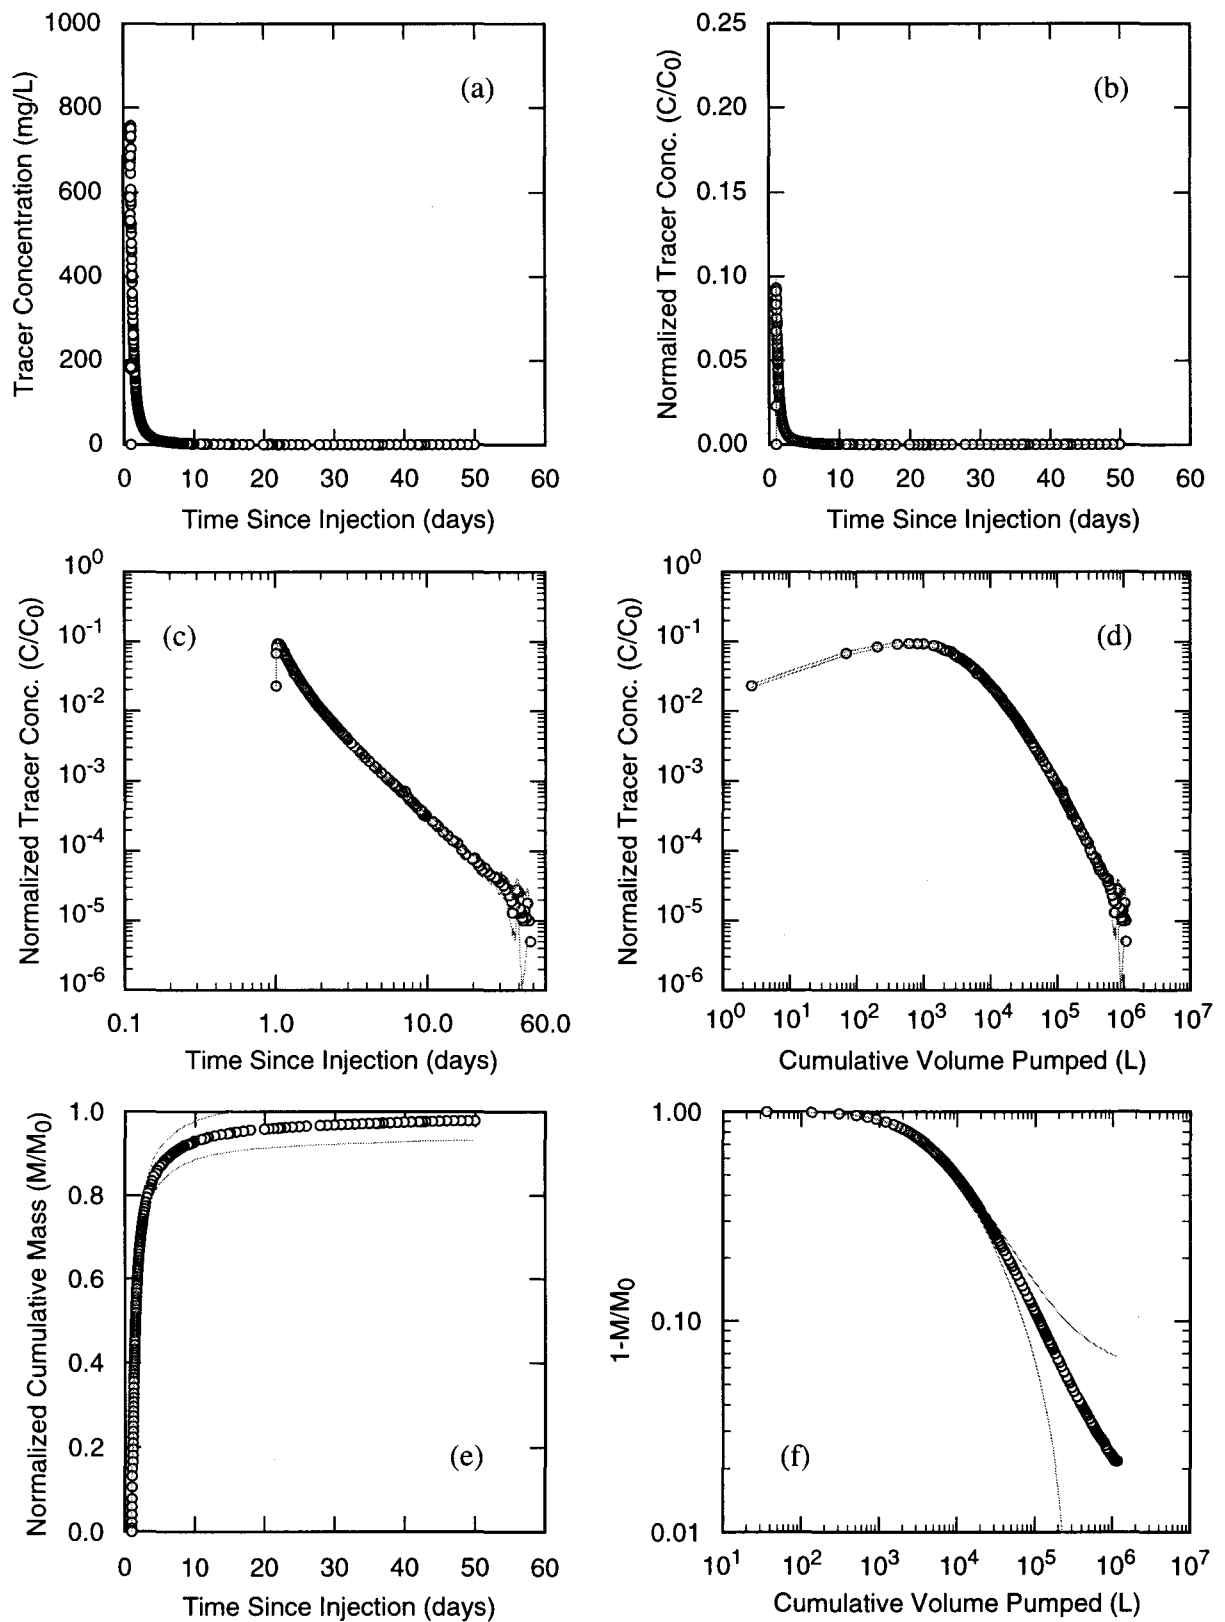 1000
800
600
400
200
0
Tracer Concentration (mg/L)
(a)
0 10 20 30 40 50 60
Time Since Injection (days)
0.25
0.20
0.15
0.10
0.05
0.00
Normalized Tracer Conc. (C/C0)
(b)
0 10 20 30 40 50 60
Time Since Injection (days)
10^0
10^-1
10^-2
10^-3
10^-4
10^-5
10^-6
Normalized Tracer Conc. (C/C0)
(c)
0.1 1.0 10.0 60.0
Time Since Injection (days)
10^0
10^-1
10^-2
10^-3
10^-4
10^-5
10^-6
Normalized Tracer Conc. (C/C0)
(d)
10^0 10^1 10^2 10^3 10^4 10^5 10^6 10^7
Cumulative Volume Pumped (L)
1.0
0.8
0.6
0.4
0.2
0.0
Normalized Cumulative Mass (M/M0)
(e)
0 10 20 30 40 50 60
Time Since Injection (days)
1.00
0.10
0.01
1-M/M0
(f)
10^1 10^2 10^3 10^4 10^5 10^6 10^7
Cumulative Volume Pumped (L)